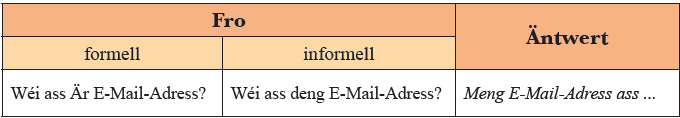 Fro
Äntwert
formell
informell
Wéi ass Är E-Mail-Adress?
Wéi ass deng E-Mail-Adress?
Meng E-Mail-Adress ass ...